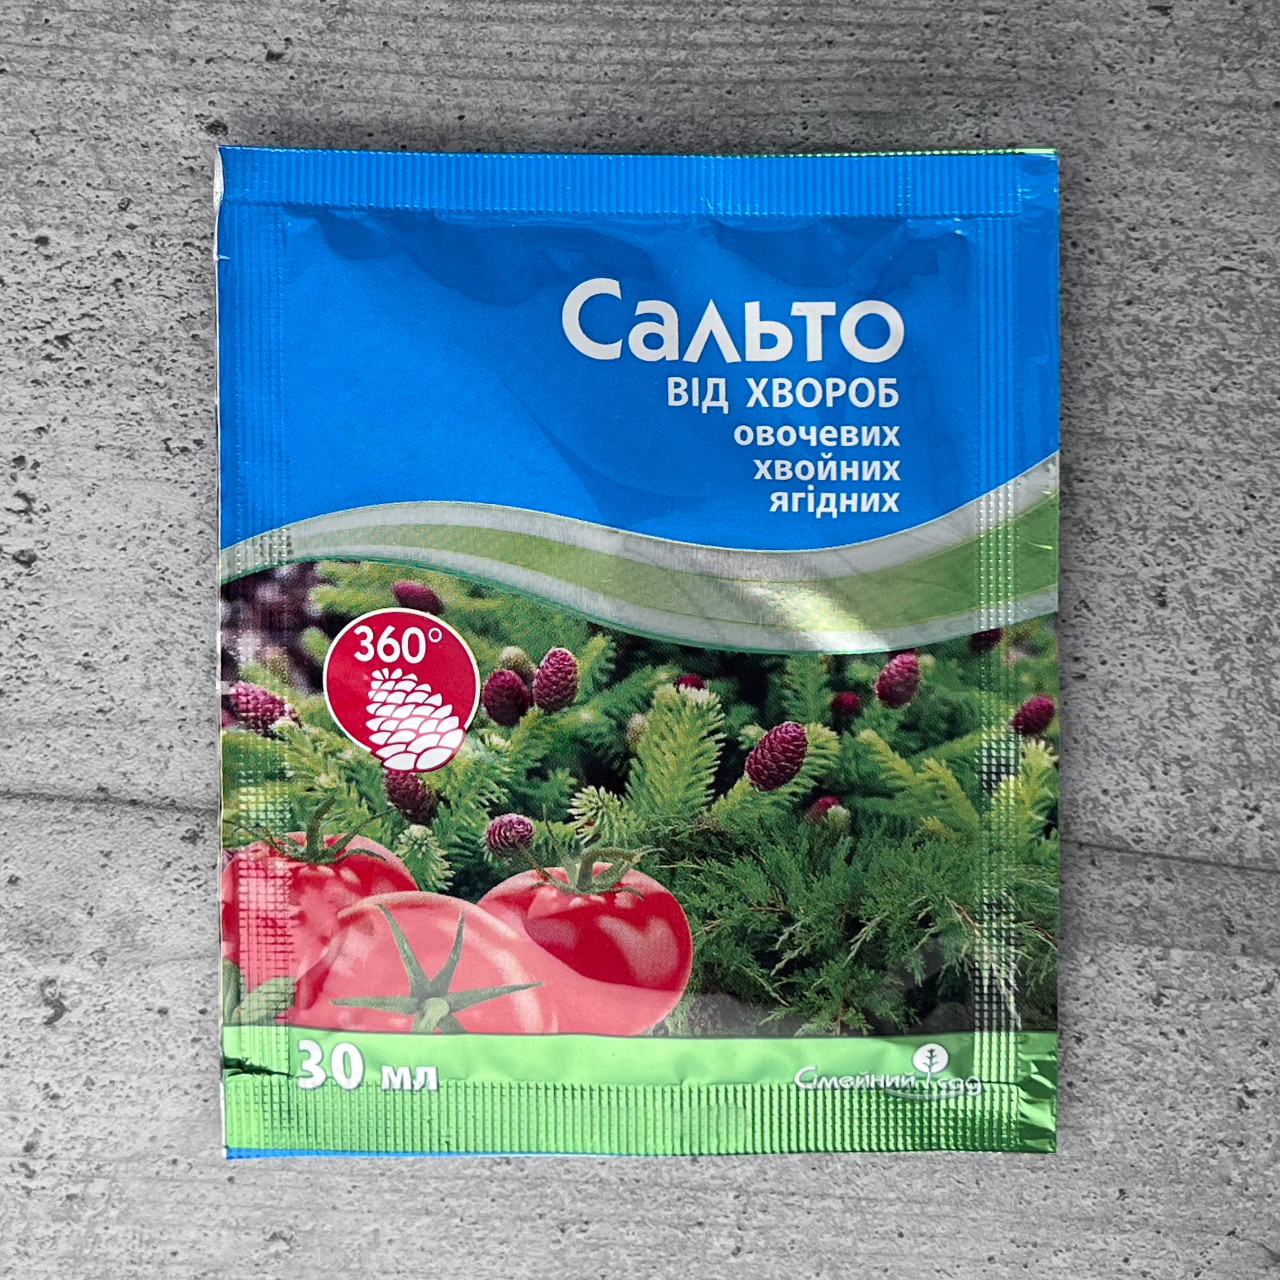 Сальто
ВІД ХВОРОБ
овочевих
хвойних
ягідних
360°
30 мл
Сімейний сад